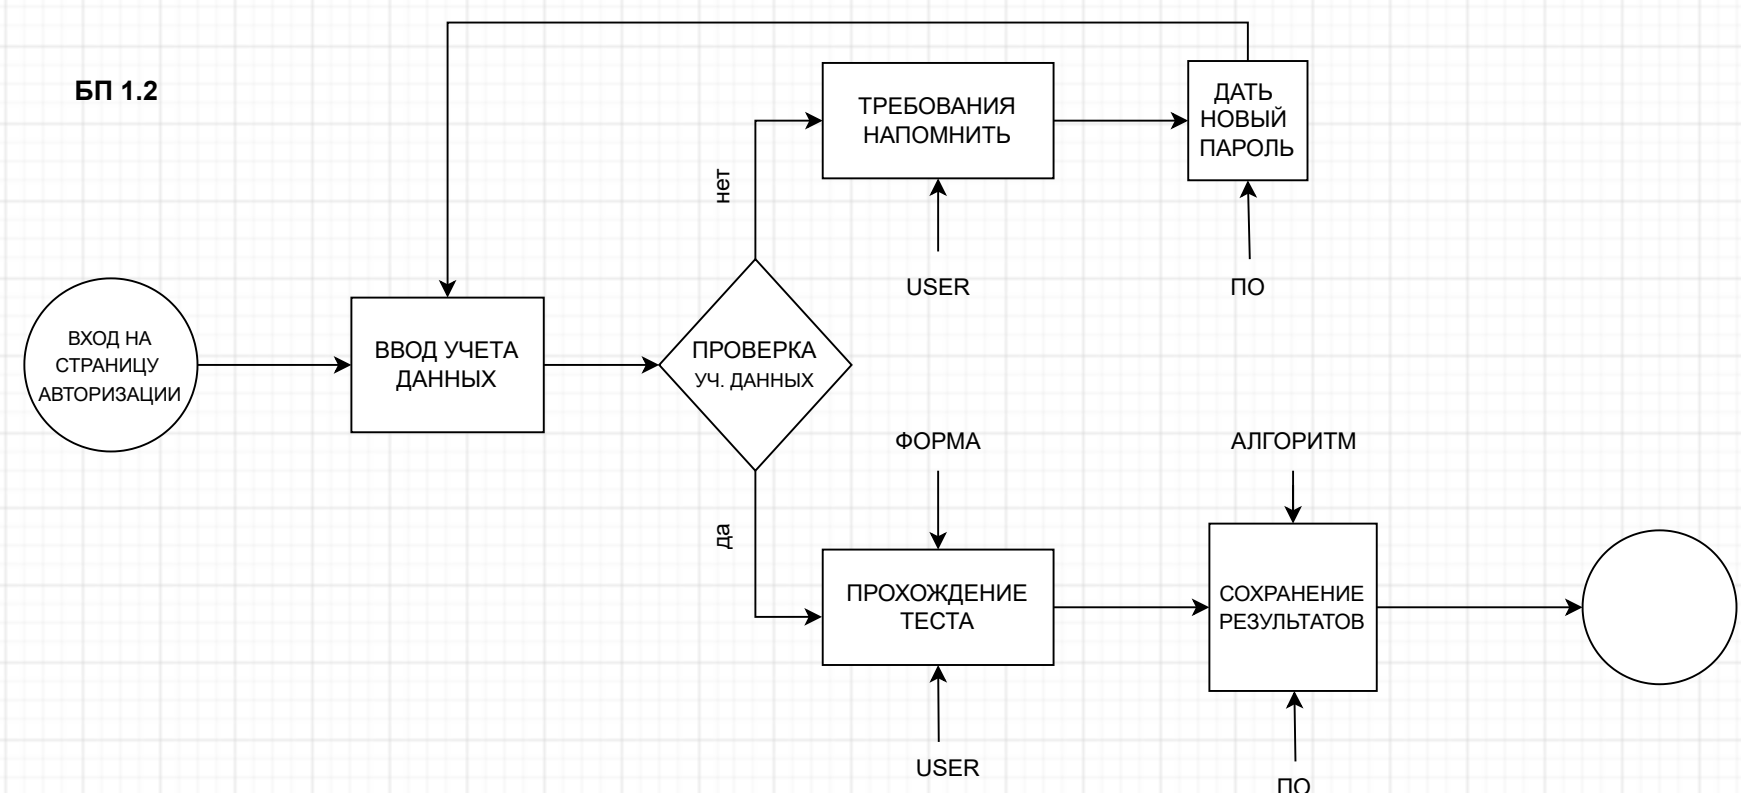 БП 1.2
ТРЕБОВАНИЯ
НАПОМНИТЬ
ДАТЬ
НОВЫЙ
ПАРОЛЬ
нет
USER
ПО
ВХОД НА
СТРАНИЦУ
АВТОРИЗАЦИИ
ВВОД УЧЕТА
ДАННЫХ
ПРОВЕРКА
УЧ. ДАННЫХ
да
ФОРМА
АЛГОРИТМ
ПРОХОЖДЕНИЕ
ТЕСТА
СОХРАНЕНИЕ
РЕЗУЛЬТАТОВ
USER
ПО